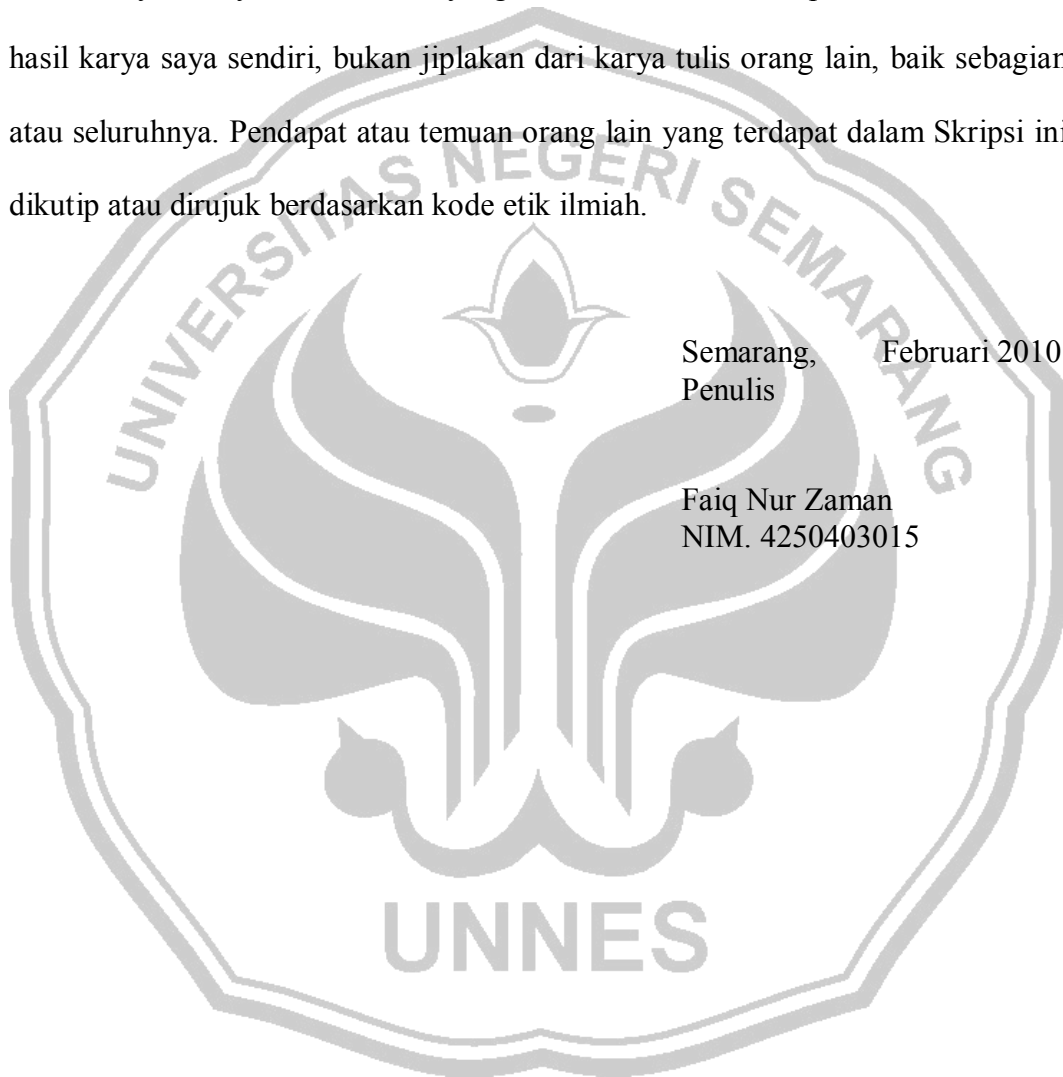 hasil karya saya sendiri, bukan jiplakan dari karya tulis orang lain, baik sebagian
atau seluruhnya. Pendapat atau temuan orang lain yang terdapat dalam Skripsi ini
dikutip atau dirujuk berdasarkan kode etik ilmiah.
UNIVERSITAS NEGERI SEMARANG
Semarang, Februari 2010
Penulis
Faiq Nur Zaman
NIM. 4250403015
UNNES